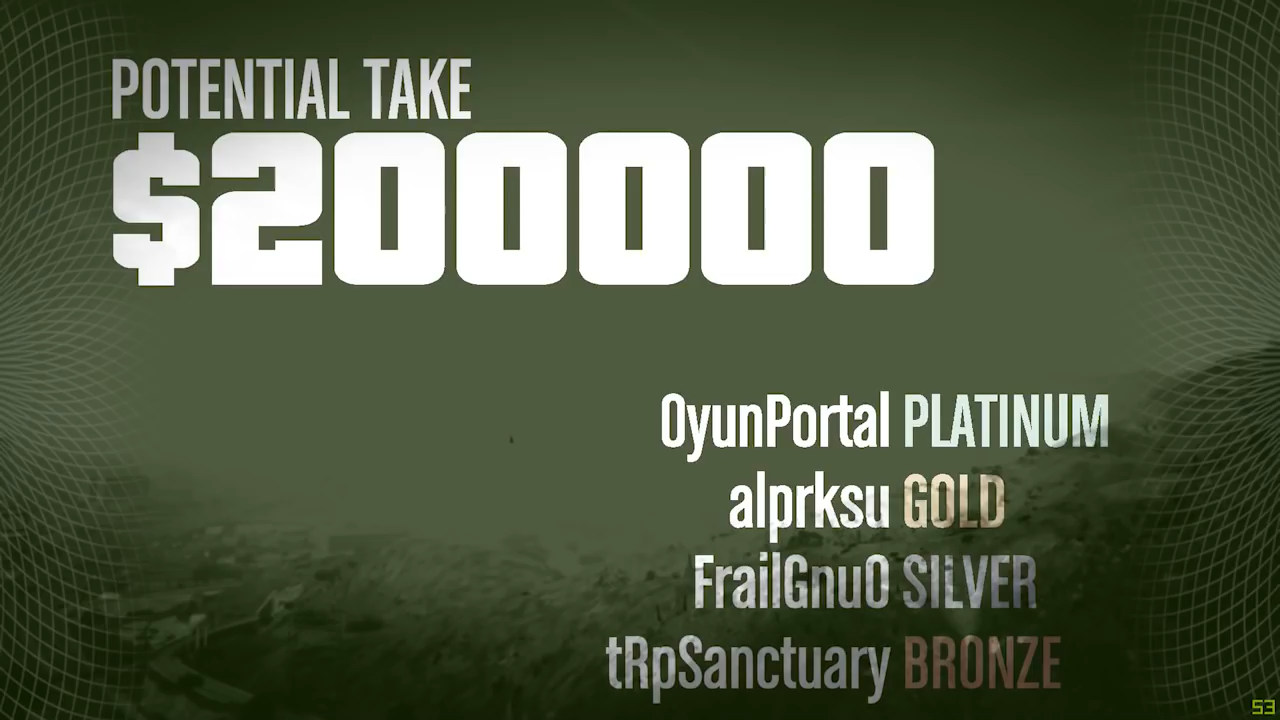 POTENTIAL TAKE
$200000
OyunPortal PLATINUM
alprksu GOLD
FrailGnu0 SILVER
tRpSanctuary BRONZE
53